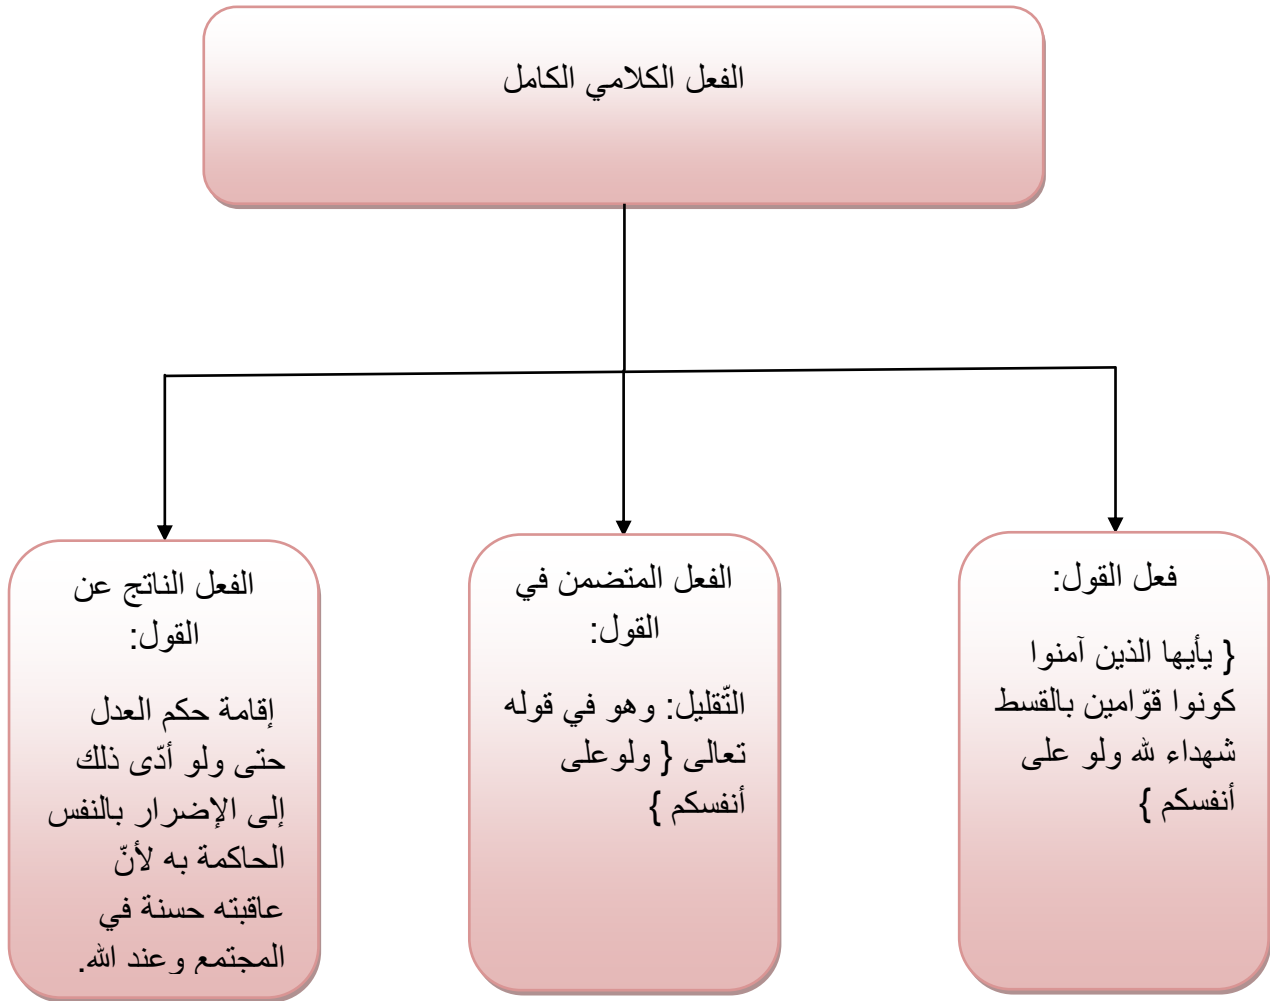 الفعل الكلامي الكامل
فعل القول:
{ يأيها الذين آمنوا
كونوا قوّامين بالقسط
شهداء لله ولو على
أنفسكم }
الفعل المتضمن في
القول:
التّقليل: وهو في قوله
تعالى { ولوعلى
أنفسكم }
الفعل الناتج عن
القول:
إقامة حكم العدل
حتى ولو أدّى ذلك
إلى الإضرار بالنفس
الحاكمة به لأنّ
عاقبته حسنة في
المجتمع وعند الله.